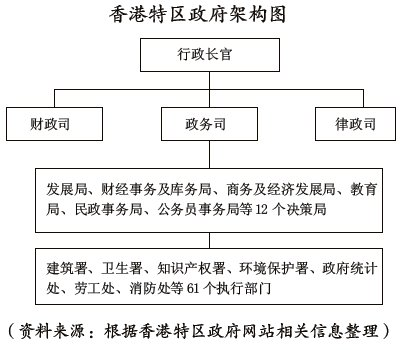 香港特区政府架构图
行政长官
财政司
政务司
律政司
发展局、财经事务及库务局、商务及经济发展局、教育
局、民政事务局、公务员事务局等12个决策局
建筑署、卫生署、知识产权署、环境保护署、政府统计
处、劳工处、消防处等61个执行部门
（资料来源：根据香港特区政府网站相关信息整理）